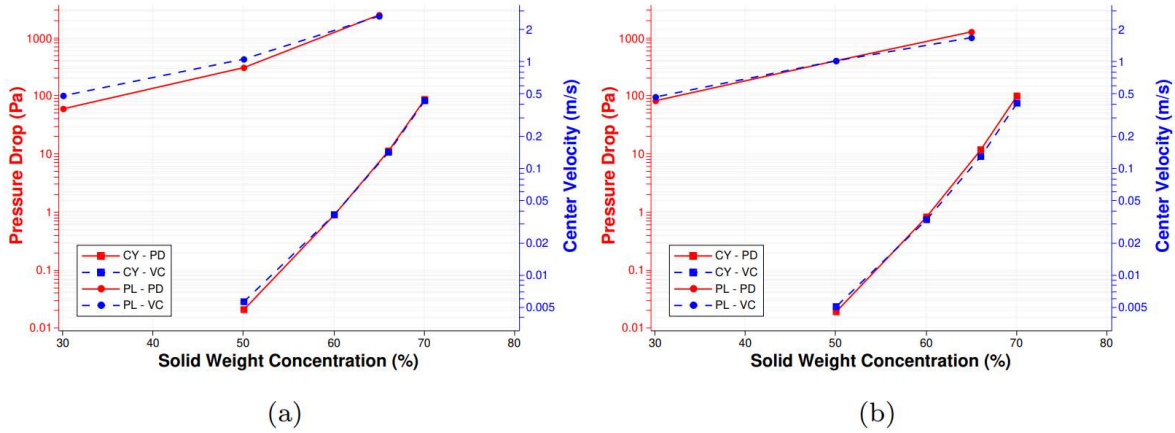 1000
100
10
1
0.1
0.01
Pressure Drop (Pa)
2
1
0.5
0.2
0.1
0.05
0.02
0.01
0.005
Center Velocity (m/s)
CY - PD
CY - VC
PL - PD
PL - VC
30 40 50 60 70 80
Solid Weight Concentration (%)
(a)
1000
100
10
1
0.1
0.01
Pressure Drop (Pa)
2
1
0.5
0.2
0.1
0.05
0.02
0.01
0.005
Center Velocity (m/s)
CY - PD
CY - VC
PL - PD
PL - VC
30 40 50 60 70 80
Solid Weight Concentration (%)
(b)